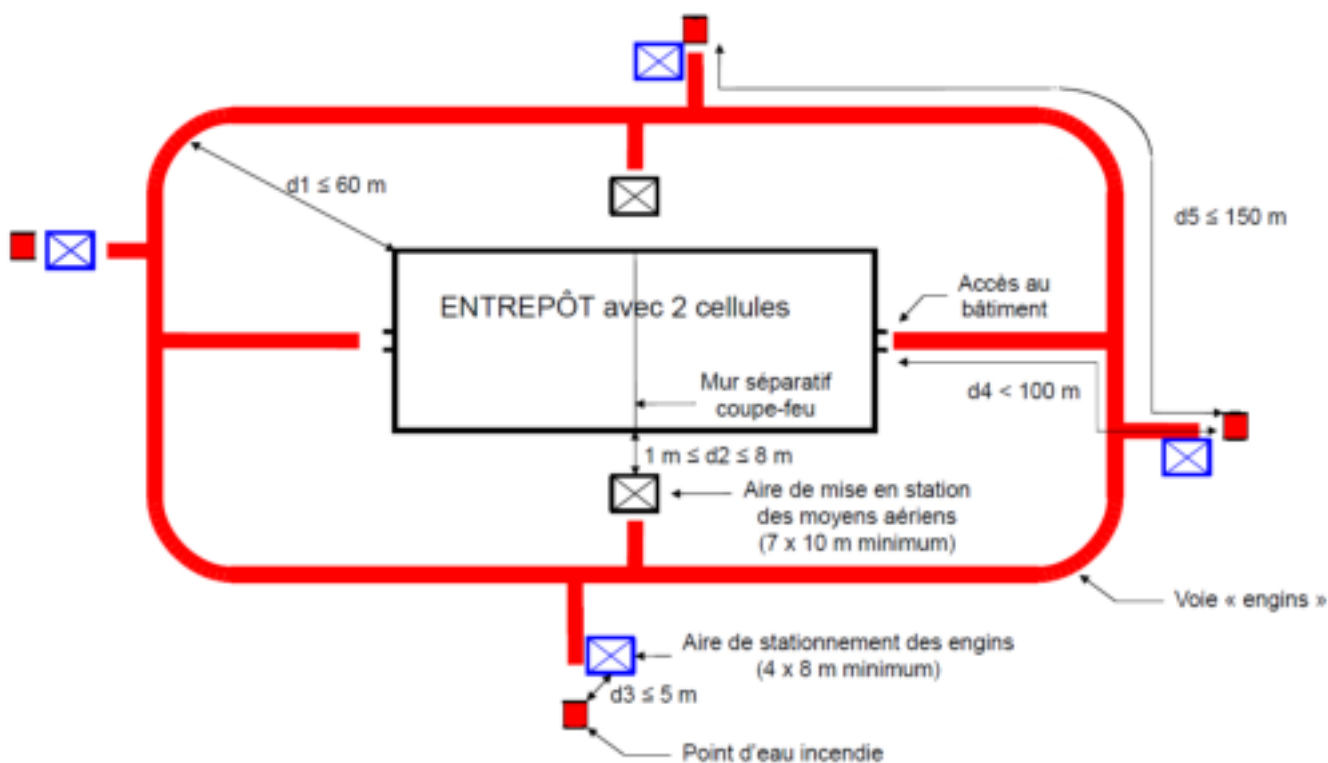 d1 ≤ 60 m
d5 ≤ 150 m
Accès au
bâtiment
ENTREPÔT avec 2 cellules
Mur séparatif
coupe-feu
d4 < 100 m
1 m ≤ d2 ≤ 8 m
Aire de mise en station
des moyens aériens
(7 x 10 m minimum)
Voie « engins »
Aire de stationnement des engins
(4 x 8 m minimum)
d3 ≤ 5 m
Point d'eau incendie